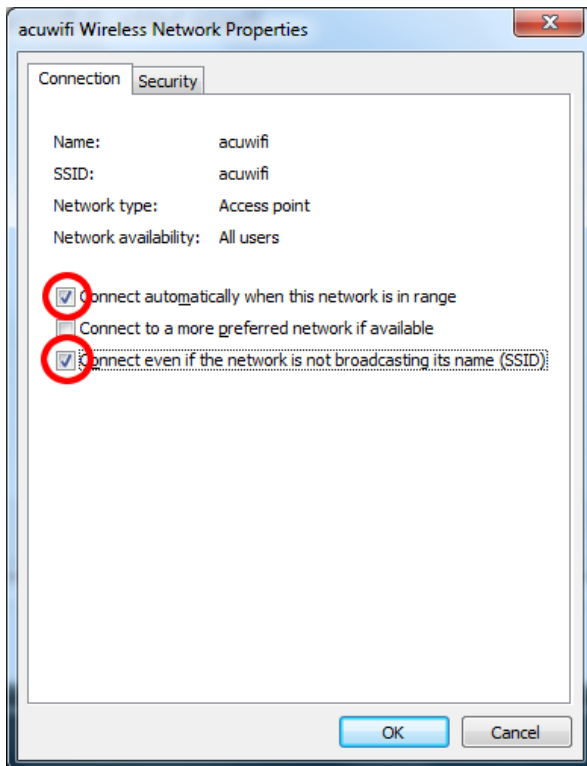 acuwifi Wireless Network Properties
Connection Security
Name: acuwifi
SSID: acuwifi
Network type: Access point
Network availability: All users
Connect automatically when this network is in range
Connect to a more preferred network if available
Connect even if the network is not broadcasting its name (SSID)
OK Cancel